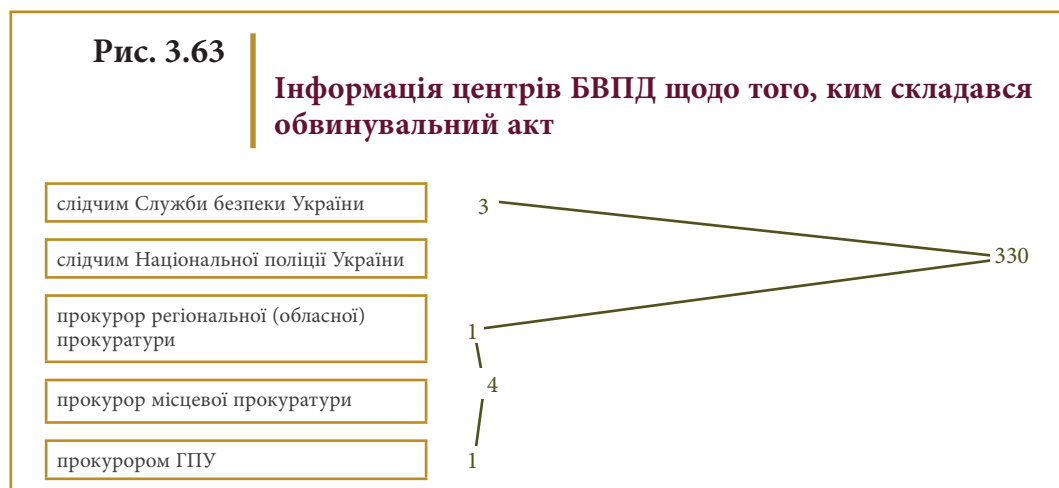 Рис. 3.63
Інформація центрів БВПД щодо того, ким складався
обвинувальний акт
слідчим Служби безпеки України
3
слідчим Національної поліції України
330
прокурор регіональної (обласної)
прокуратури
1
прокурор місцевої прокуратури
4
прокурором ГПУ
1